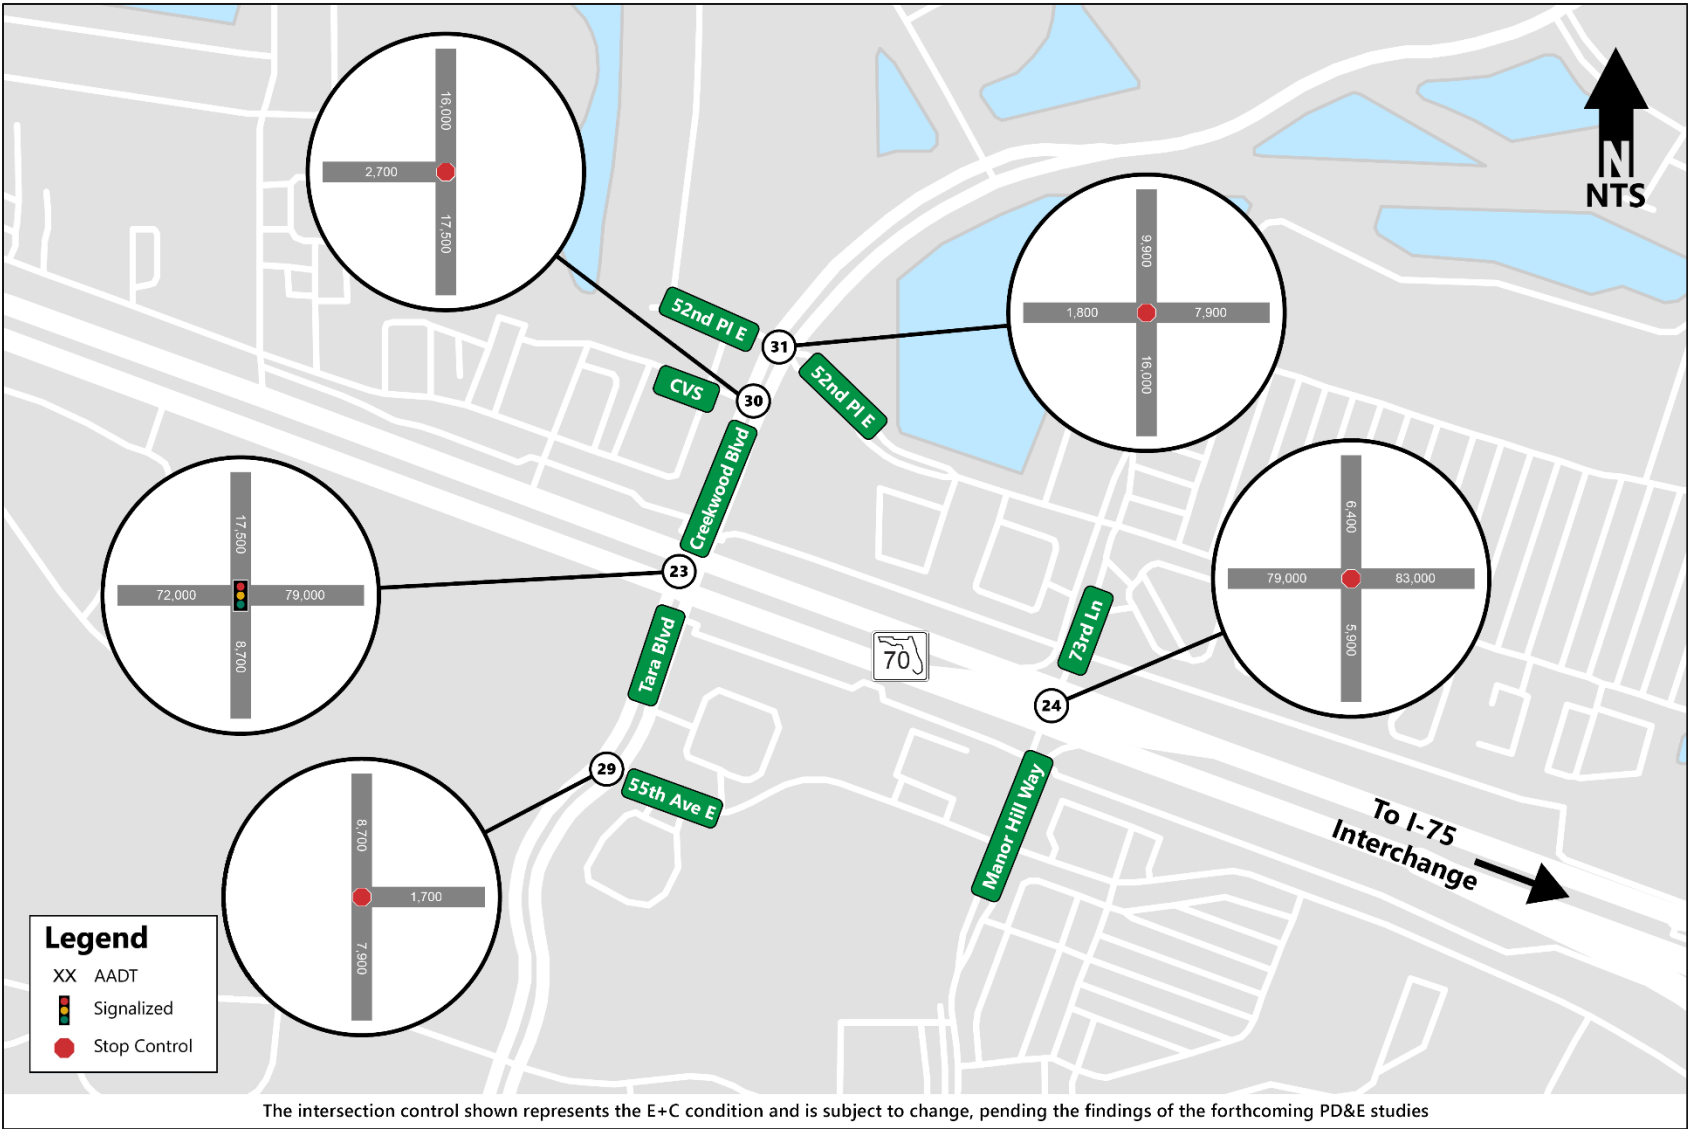 16,000
2,700
17,500
N
NTS
9,900
1,800
7,900
16,000
52nd Pl E
31
CVS
30
52nd Pl E
Creekwood Blvd
17,500
72,000
79,000
8,700
23
6,400
79,000
83,000
5,900
73rd Ln
Tara Blvd
70
24
29
55th Ave E
Manor Hill Way
To I-75
Interchange
8,700
1,700
7,900
Legend
XX AADT
Signalized
Stop Control
The intersection control shown represents the E+C condition and is subject to change, pending the findings of the forthcoming PD&E studies